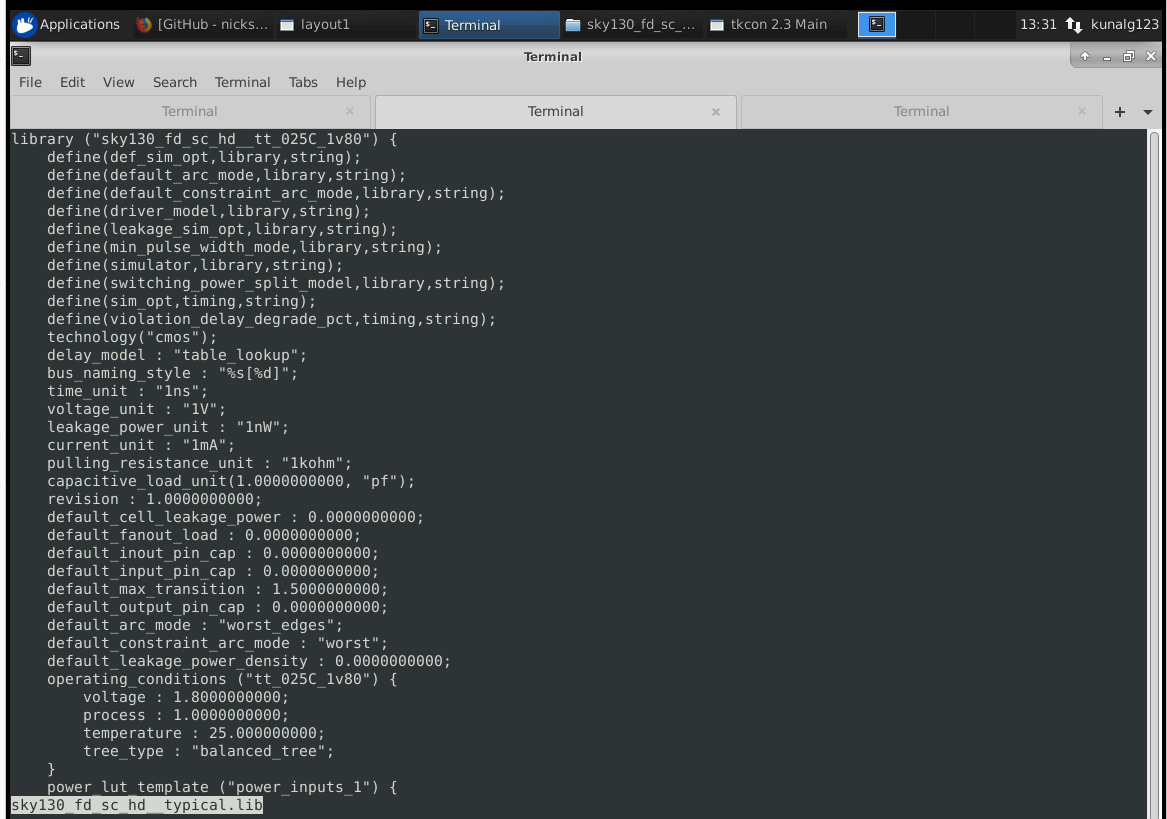 Applications [GitHub - nicks... layout1 Terminal sky130_fd_sc_... tkcon 2.3 Main 13:31 kunalg123
Terminal
File Edit View Search Terminal Tabs Help
Terminal Terminal Terminal
library ("sky130_fd_sc_hd__tt_025C_1v80") {
    define(def_sim_opt,library,string);
    define(default_arc_mode,library,string);
    define(default_constraint_arc_mode,library,string);
    define(driver_model,library,string);
    define(leakage_sim_opt,library,string);
    define(min_pulse_width_mode,library,string);
    define(simulator,library,string);
    define(switching_power_split_model,library,string);
    define(sim_opt,timing,string);
    define(violation_delay_degrade_pct,timing,string);
    technology("cmos");
    delay_model : "table_lookup";
    bus_naming_style : "%s[%d]";
    time_unit : "1ns";
    voltage_unit : "1V";
    leakage_power_unit : "1nW";
    current_unit : "1mA";
    pulling_resistance_unit : "1kohm";
    capacitive_load_unit(1.0000000000, "pf");
    revision : 1.0000000000;
    default_cell_leakage_power : 0.0000000000;
    default_fanout_load : 0.0000000000;
    default_inout_pin_cap : 0.0000000000;
    default_input_pin_cap : 0.0000000000;
    default_max_transition : 1.5000000000;
    default_output_pin_cap : 0.0000000000;
    default_arc_mode : "worst_edges";
    default_constraint_arc_mode : "worst";
    default_leakage_power_density : 0.0000000000;
    operating_conditions ("tt_025C_1v80") {
        voltage : 1.8000000000;
        process : 1.0000000000;
        temperature : 25.000000000;
        tree_type : "balanced_tree";
    }
    power_lut_template ("power_inputs_1") {
sky130_fd_sc_hd__typical.lib